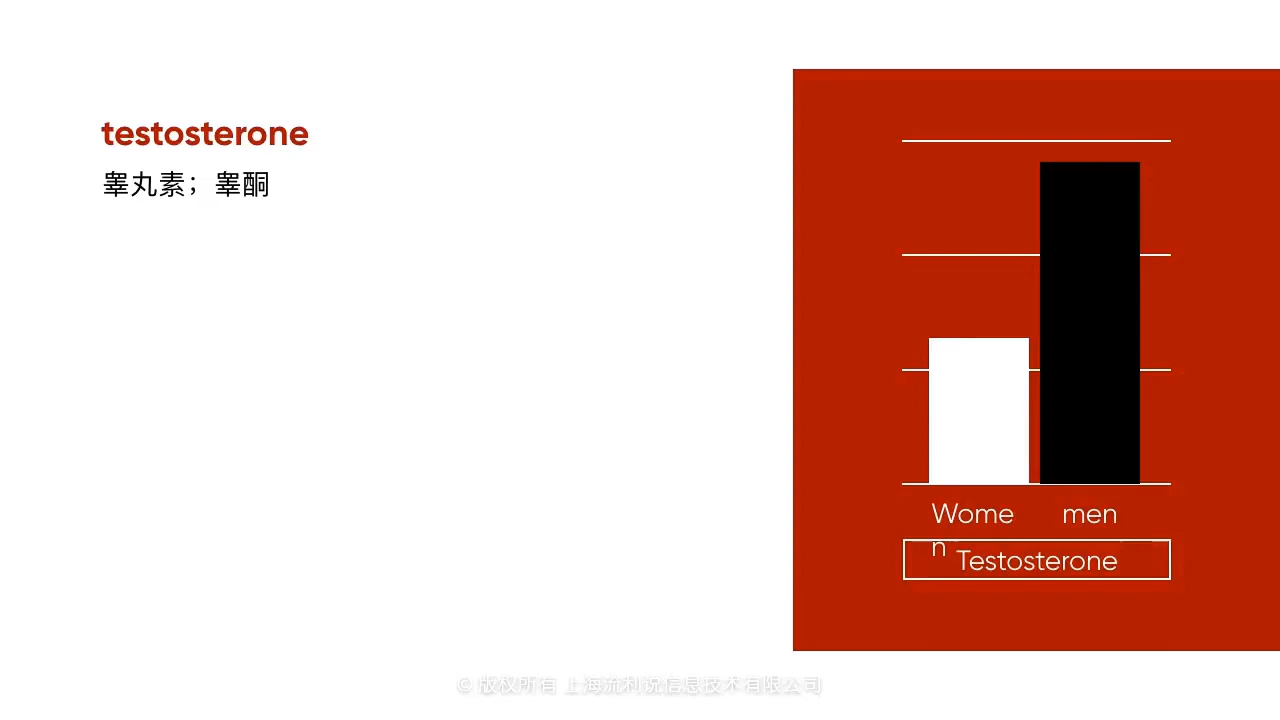 testosterone
睾丸素；睾酮
Wome
n
men
Testosterone
© 版权所有 上海流利说信息技术有限公司